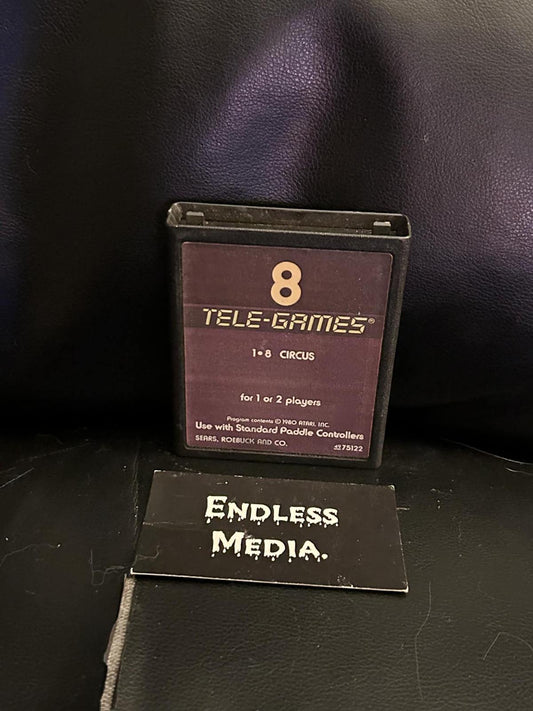 8
TELE-GAMES®
1•8 CIRCUS
for 1 or 2 players
Program contents © 1980 ATARI, INC.
Use with Standard Paddle Controllers
SEARS, ROEBUCK AND CO.
75122
ENDLESS
MEDIA.